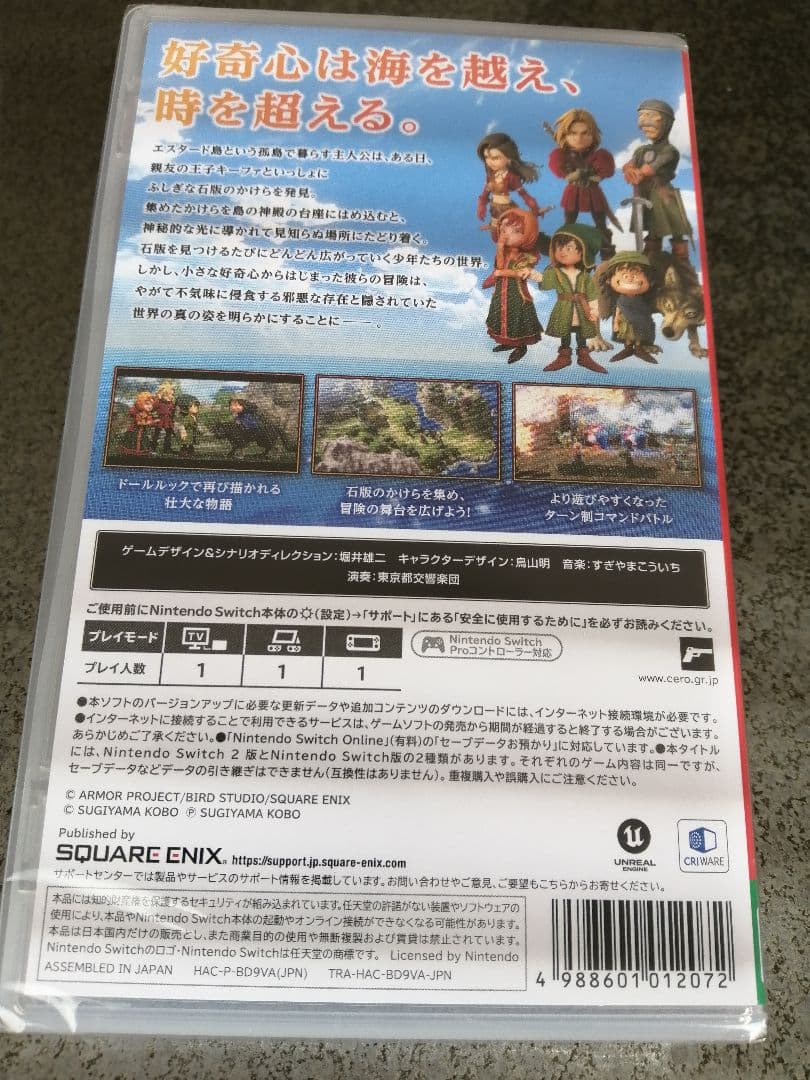 好奇心は海を越え、
時を超える。
エスタード島という孤島で暮らす主人公は、ある日、
親友の王子キーファといっしょに
ふしぎな石版のかけらを発見。
集めたかけらを島の神殿の台座にはめ込むと、
神秘的な光に導かれて見知らぬ場所にたどり着く。
石版を見つけるたびにどんどん広がっていく少年たちの世界。
しかし、小さな好奇心からはじまった彼らの冒険は、
やがて不気味に侵食する邪悪な存在と隠されていた
世界の真の姿を明らかにすることに――。
ドールルックで再び描かれる
壮大な物語
石版のかけらを集め、
冒険の舞台を広げよう!
より遊びやすくなった
ターン制コマンドバトル
ゲームデザイン&シナリオディレクション:堀井雄二 キャラクターデザイン:鳥山明 音楽:すぎやまこういち
演奏:東京都交響楽団
ご使用前にNintendo Switch本体の(設定)→「サポート」にある「安全に使用するために」を必ずお読みください。
プレイモード TV
プレイ人数 1 1 1
Nintendo Switch
Proコントローラー対応
www.cero.gr.jp
●本ソフトのバージョンアップに必要な更新データや追加コンテンツのダウンロードには、インターネット接続環境が必要です。
●インターネットに接続することで利用できるサービスは、ゲームソフトの発売から期間が経過すると終了する場合がございます。
あらかじめご了承ください。●「Nintendo Switch Online」(有料)の「セーブデータお預かり」に対応しています。●本タイトル
には、Nintendo Switch 2 版とNintendo Switch版の2種類があります。それぞれのゲーム内容は同一ですが、
セーブデータなどデータの引き継ぎはできません(互換性はありません)。重複購入や誤購入にご注意ください。
© ARMOR PROJECT/BIRD STUDIO/SQUARE ENIX
© SUGIYAMA KOBO ℗ SUGIYAMA KOBO
Published by
SQUARE ENIX. https://support.jp.square-enix.com
UNREAL
ENGINE
CRIWARE
サポートセンターでは製品やサービスのサポート情報を掲載しています。お問い合わせやご意見、ご要望もこちらからお寄せください。
本品には知的財産権を保護するセキュリティが組み込まれています。任天堂の許諾がない装置やソフトウェアの
使用により、本品やNintendo Switch本体の起動やオンライン接続ができなくなる可能性があります。
本品は日本国内だけの販売とし、また商業目的の使用や無断複製および賃貸は禁止されています。
Nintendo Switchのロゴ・Nintendo Switchは任天堂の商標です。 Licensed by Nintendo
ASSEMBLED IN JAPAN HAC-P-BD9VA(JPN) TRA-HAC-BD9VA-JPN
4 988601 012072